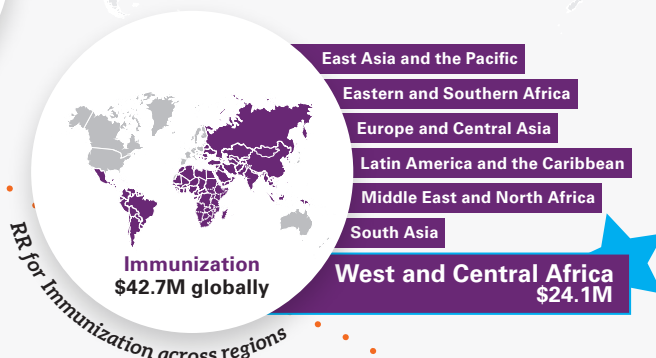 East Asia and the Pacific
Eastern and Southern Africa
Europe and Central Asia
Latin America and the Caribbean
Middle East and North Africa
South Asia
West and Central Africa
$24.1M
Immunization
$42.7M globally
RR for Immunization across regions